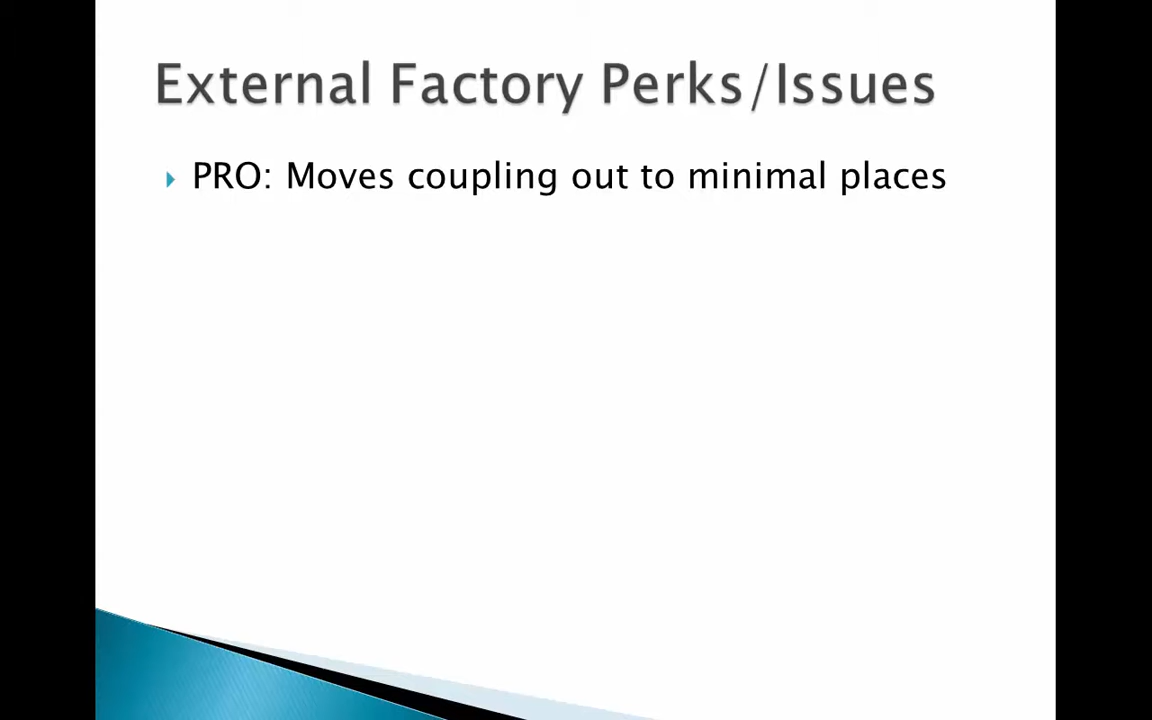 External Factory Perks/Issues
PRO: Moves coupling out to minimal places